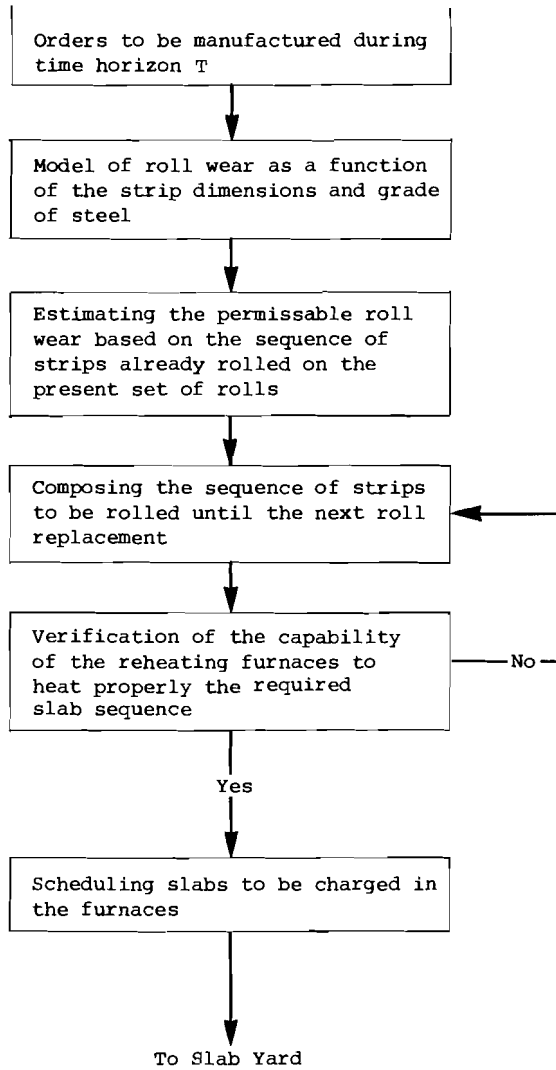 Orders to be manufactured during
time horizon T
Model of roll wear as a function
of the strip dimensions and grade
of steel
Estimating the permissable roll
wear based on the sequence of
strips already rolled on the
present set of rolls
Composing the sequence of strips
to be rolled until the next roll
replacement
Verification of the capability
of the reheating furnaces to
heat properly the required
slab sequence
No
Yes
Scheduling slabs to be charged in
the furnaces
To Slab Yard